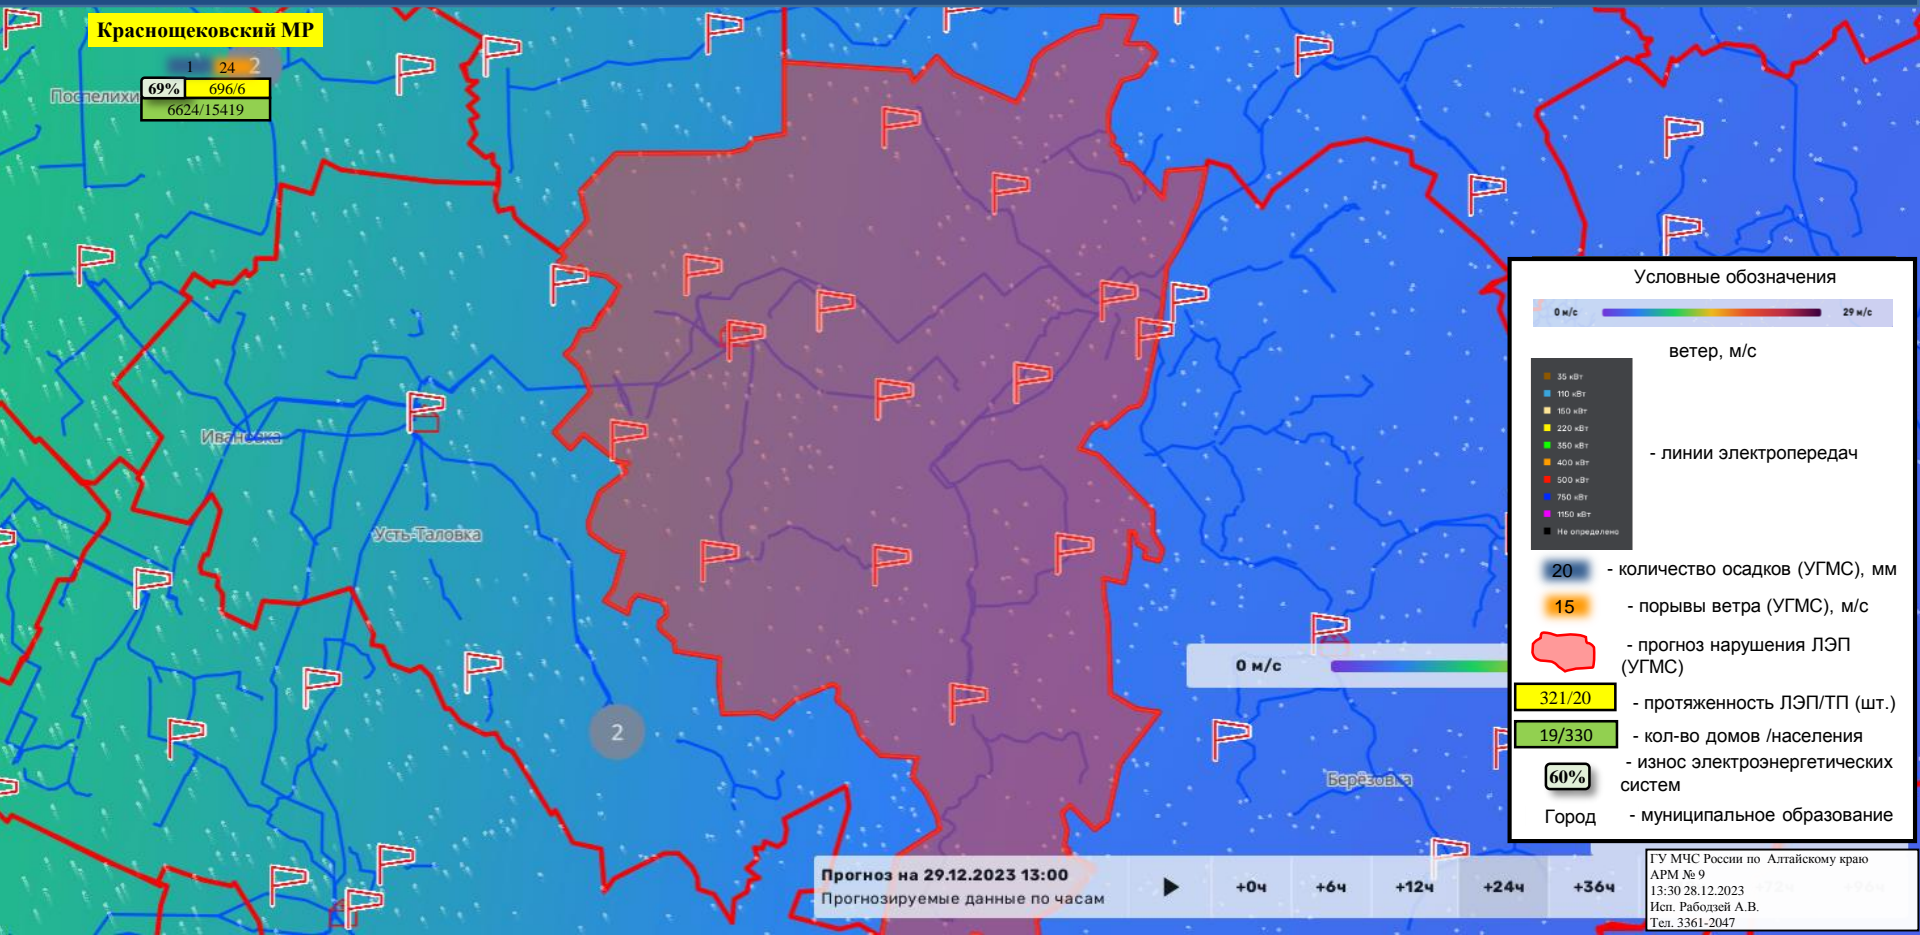 Краснощековский МР
1 24 2
69% 696/6
6624/15419
Поспелихи
Ивановка
Усть-Таловка
2
0 м/с
Берёзовка
Условные обозначения
0 м/с 29 м/с
ветер, м/с
35 кВт
110 кВт
150 кВт
220 кВт
350 кВт
400 кВт
500 кВт
750 кВт
1150 кВт
Не определено
- линии электропередач
20 - количество осадков (УГМС), мм
15 - порывы ветра (УГМС), м/с
- прогноз нарушения ЛЭП
(УГМС)
321/20 - протяженность ЛЭП/ТП (шт.)
19/330 - кол-во домов /населения
60% - износ электроэнергетических
систем
Город - муниципальное образование
Прогноз на 29.12.2023 13:00
Прогнозируемые данные по часам
+0ч +6ч +12ч +24ч +36ч
ГУ МЧС России по Алтайскому краю
АРМ № 9
13:30 28.12.2023
Исп. Рабодзей А.В.
Тел. 3361-2047